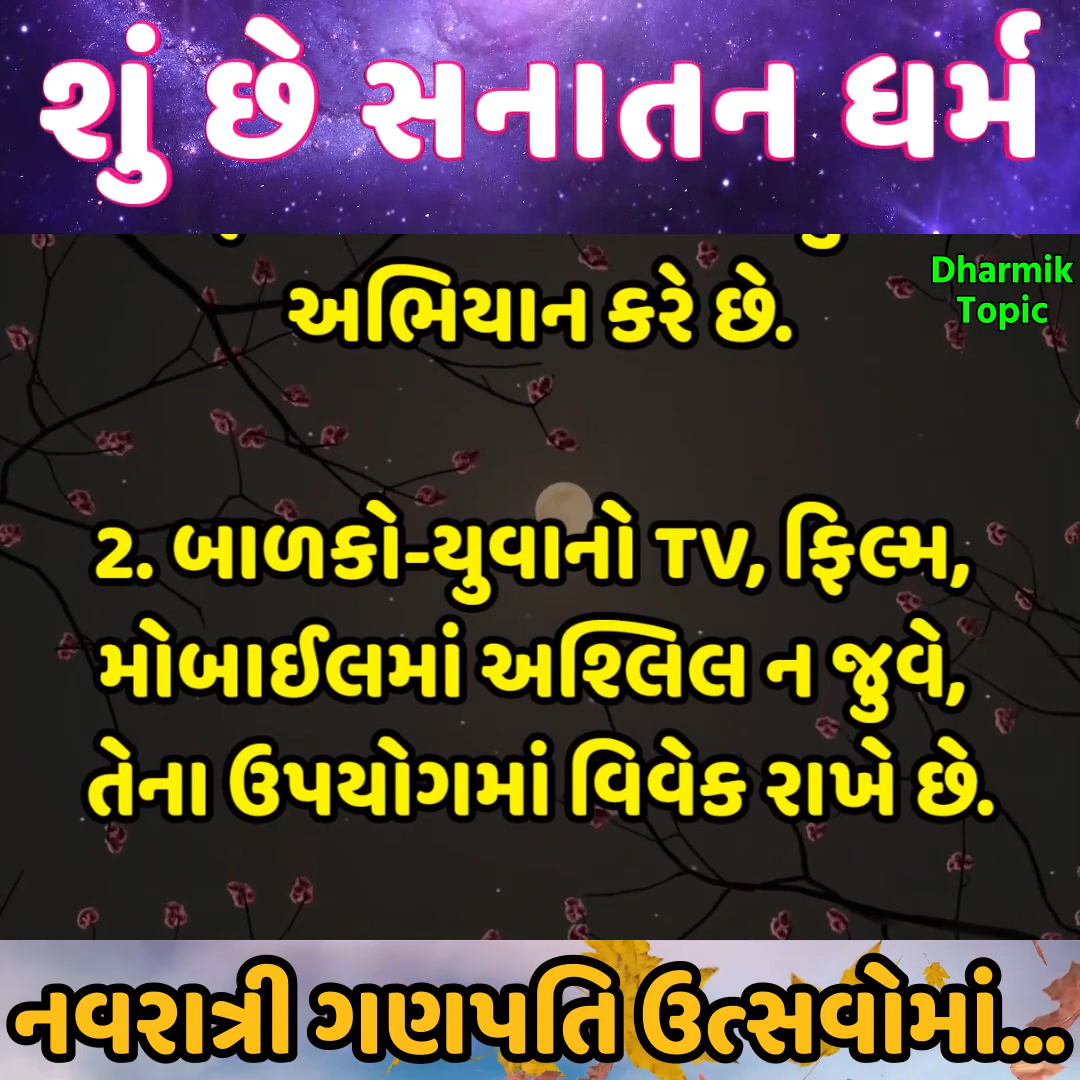 શું છે સનાતન ધર્મ
Dharmik
Topic
અભિયાન કરે છે.
2. બાળકો-યુવાનો TV, ફિલ્મ,
મોબાઈલમાં અશ્લિલ ન જુવે,
તેના ઉપયોગમાં વિવેક રાખે છે.
નવરાત્રી ગણપતિ ઉત્સવોમાં...